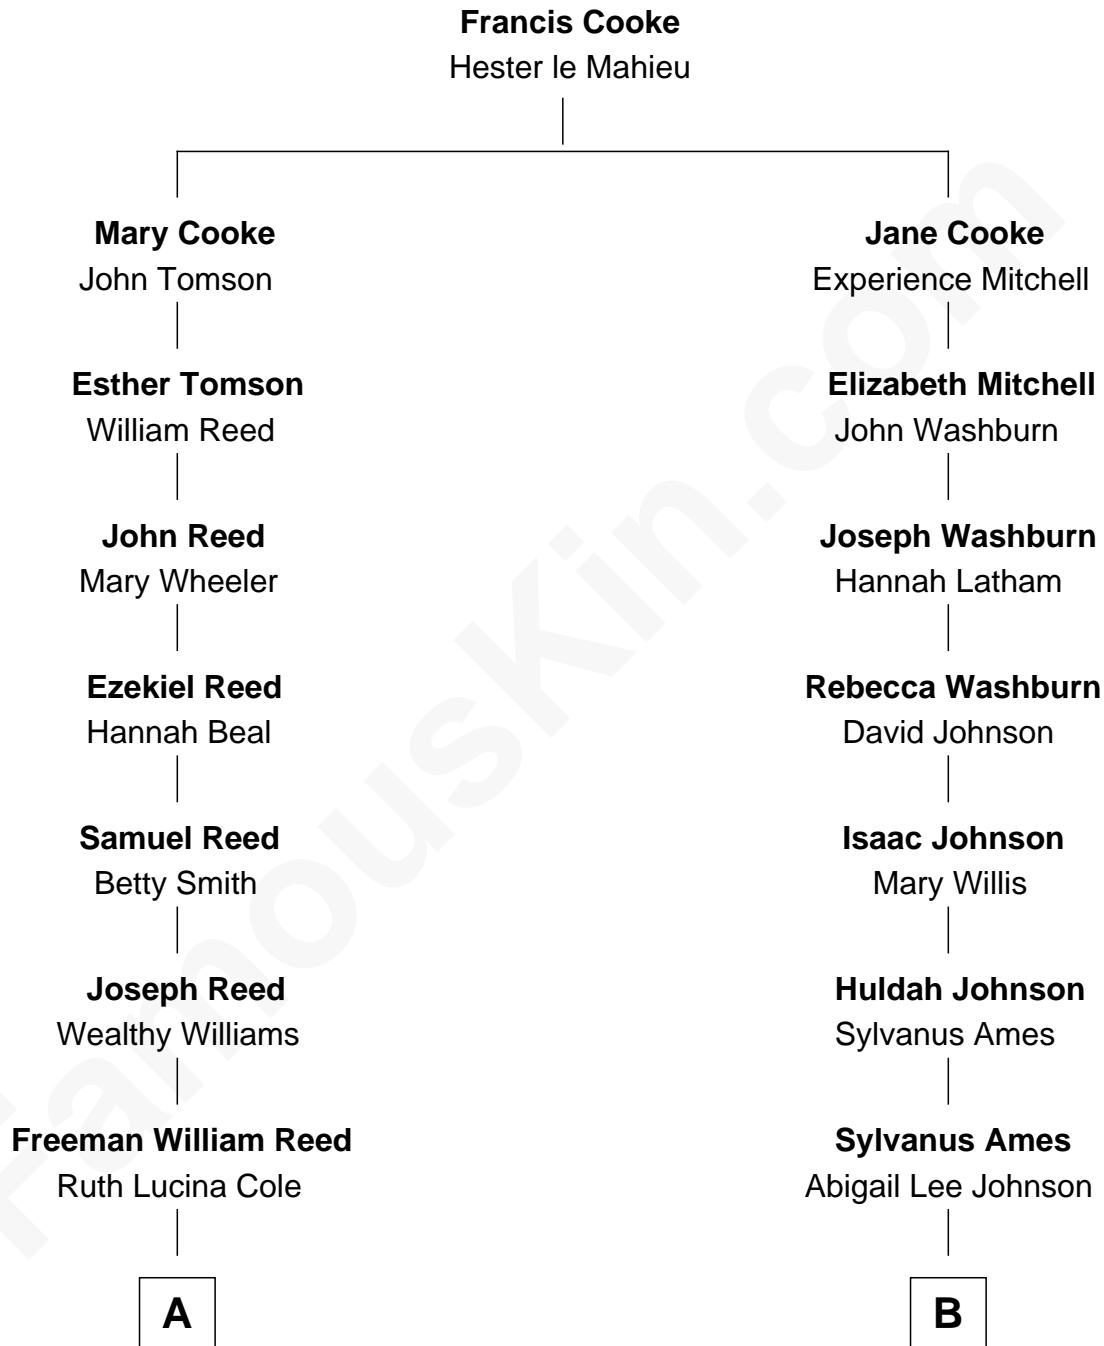 Francis Cooke
Hester le Mahieu
Mary Cooke
John Tomson
Jane Cooke
Experience Mitchell
Esther Tomson
William Reed
Elizabeth Mitchell
John Washburn
John Reed
Mary Wheeler
Joseph Washburn
Hannah Latham
Ezekiel Reed
Hannah Beal
Rebecca Washburn
David Johnson
Samuel Reed
Betty Smith
Isaac Johnson
Mary Willis
Joseph Reed
Wealthy Williams
Huldah Johnson
Sylvanus Ames
Freeman William Reed
Ruth Lucina Cole
Sylvanus Ames
Abigail Lee Johnson
A
B
FamousKin.com